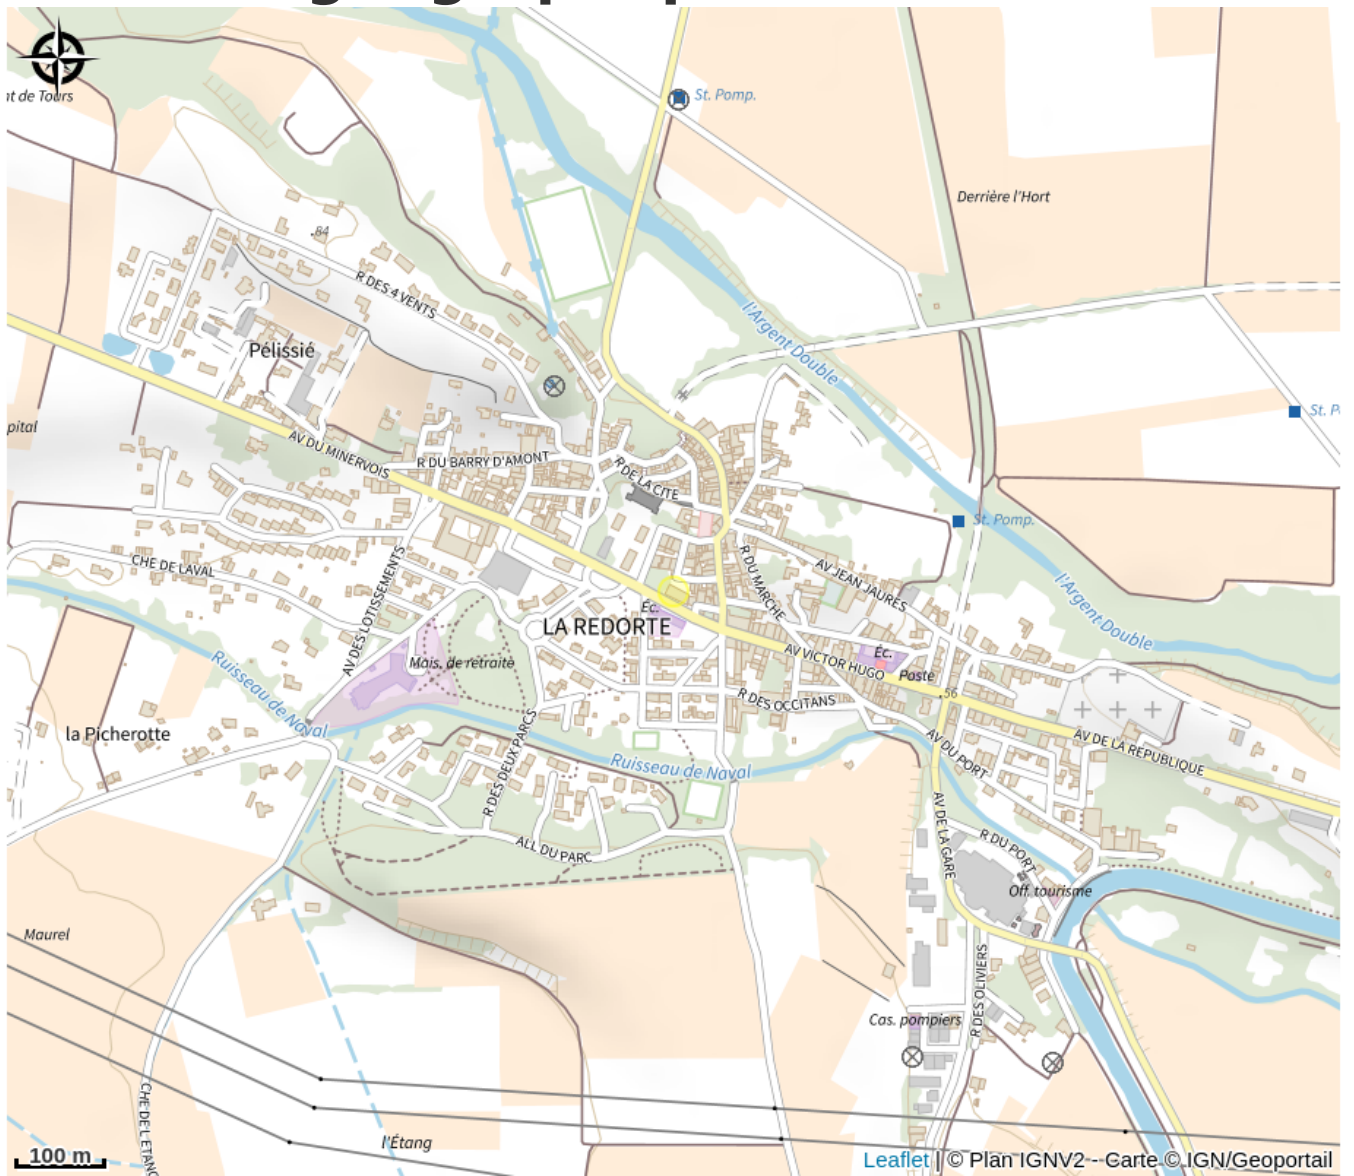 St. Pomp.
nt de Tours
Derrière l'Hort
84
R DES 4 VENTS
l'Argent Double
Pélissié
St. P
pital
AV DU MINERVOIS
R DU BARRY D'AMONT
R DE LA CITE
St. Pomp.
CHE DE LAVAL
AV DES LOTISSEMENTS
R DU MARCHE
AV JEAN JAURES
l'Argent Double
Éc.
LA REDORTE
Ruisseau de Naval
Mais. de retraite
AV VICTOR HUGO
Éc.
Poste
56
R DES OCCITANS
la Picherotte
R DES DEUX PARCS
AV DU PORT
AV DE LA REPUBLIQUE
Ruisseau de Naval
AV DE LA GARE
R DU PORT
ALL DU PARC
Off. tourisme
Maurel
R DES OLIVIERS
Cas. pompiers
CHE DE L'ETANG
l'Étang
100 m
Leaflet | © Plan IGNV2 - Carte © IGN/Geoportail